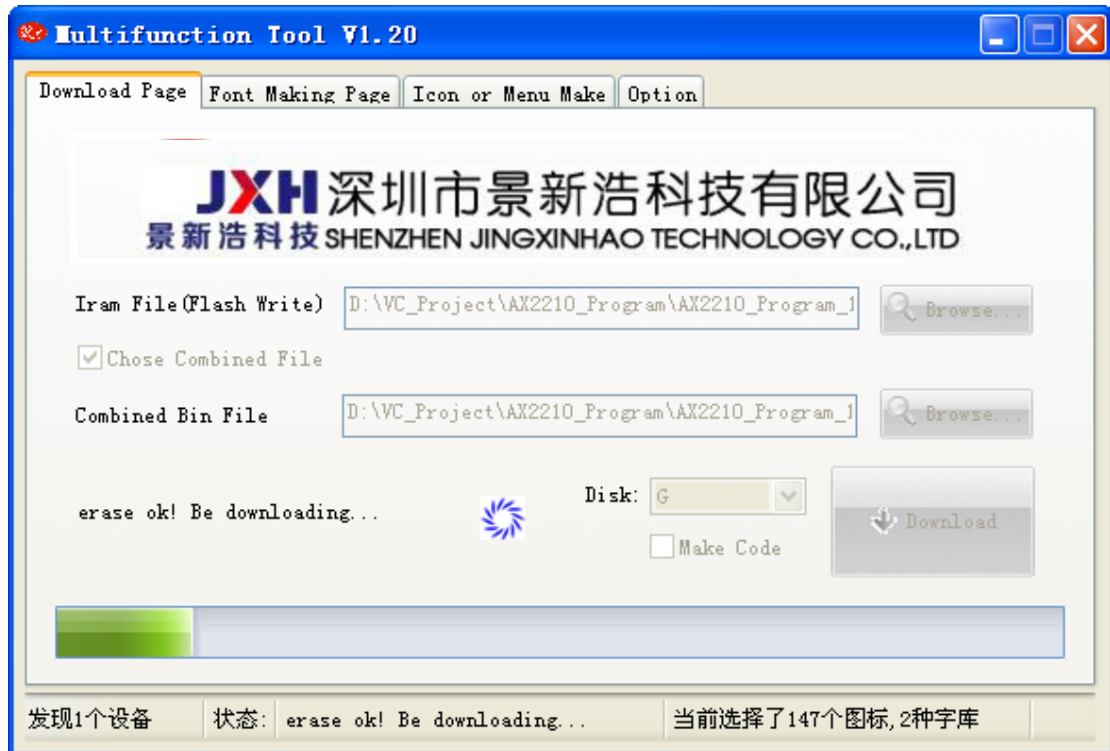 Multifunction Tool V1.20
Download Page Font Making Page Icon or Menu Make Option
JXH 深圳市景新浩科技有限公司
景新浩科技 SHENZHEN JINGXINHAO TECHNOLOGY CO.,LTD
Iram File(Flash Write) D:\VC_Project\AX2210_Program\AX2210_Program_1 Browse...
Chose Combined File
Combined Bin File D:\VC_Project\AX2210_Program\AX2210_Program_1 Browse...
Disk: G
erase ok! Be downloading... Download
Make Code
发现1个设备 状态: erase ok! Be downloading... 当前选择了147个图标,2种字库